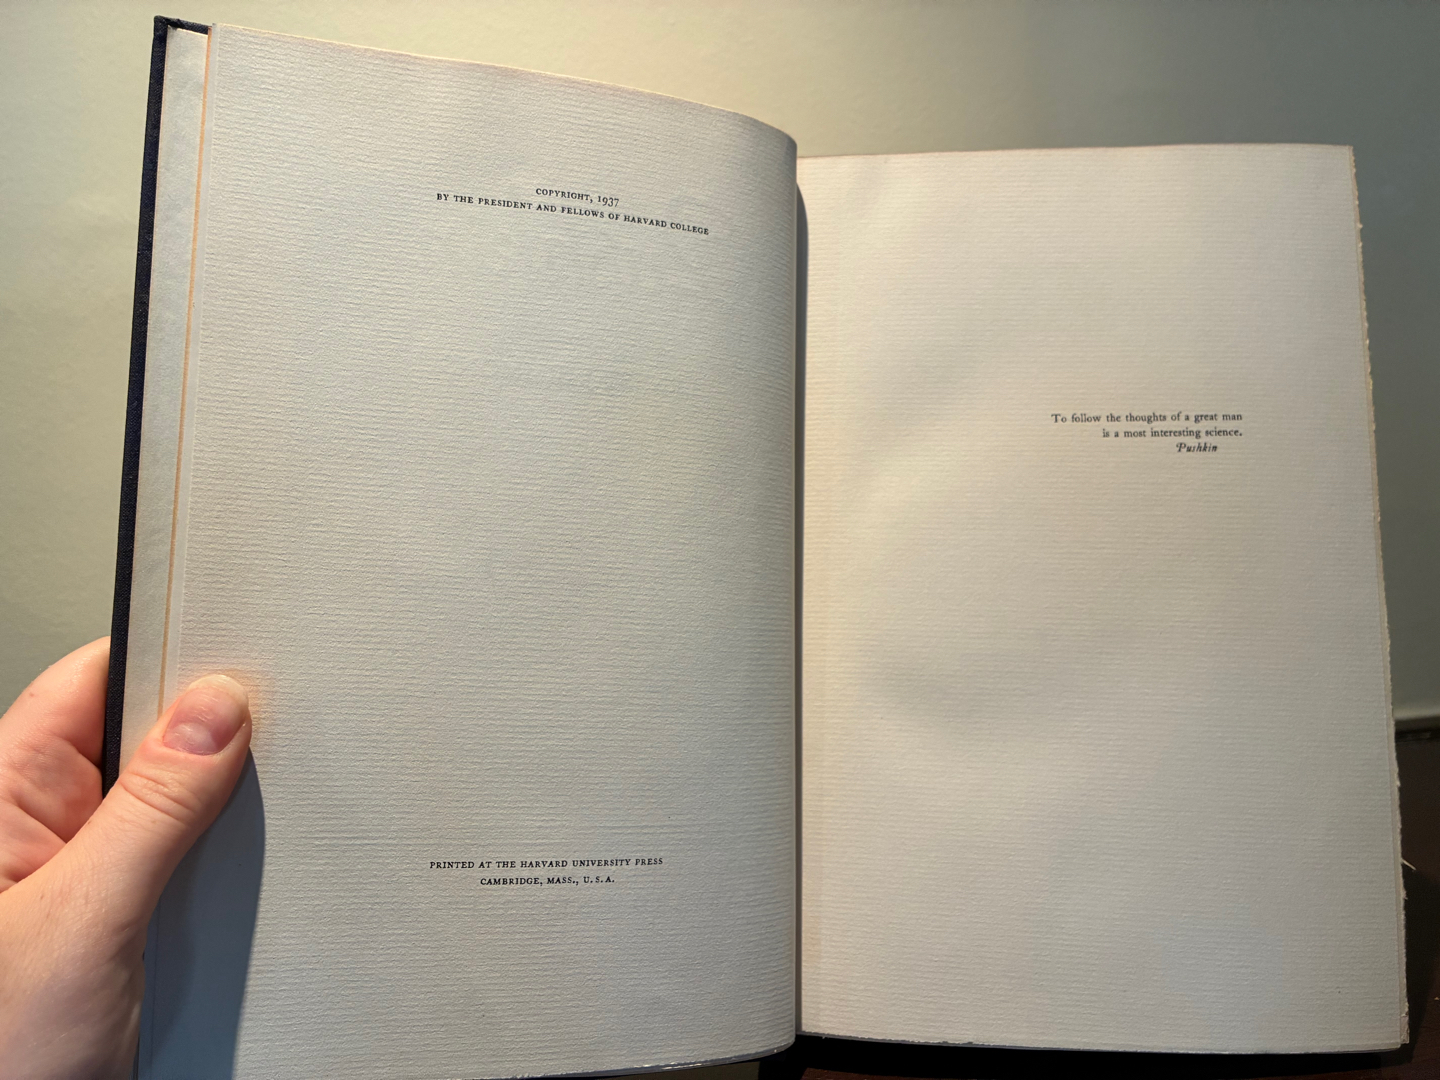 COPYRIGHT, 1937
BY THE PRESIDENT AND FELLOWS OF HARVARD COLLEGE
PRINTED AT THE HARVARD UNIVERSITY PRESS
CAMBRIDGE, MASS., U. S. A.
To follow the thoughts of a great man
is a most interesting science.
Pushkin